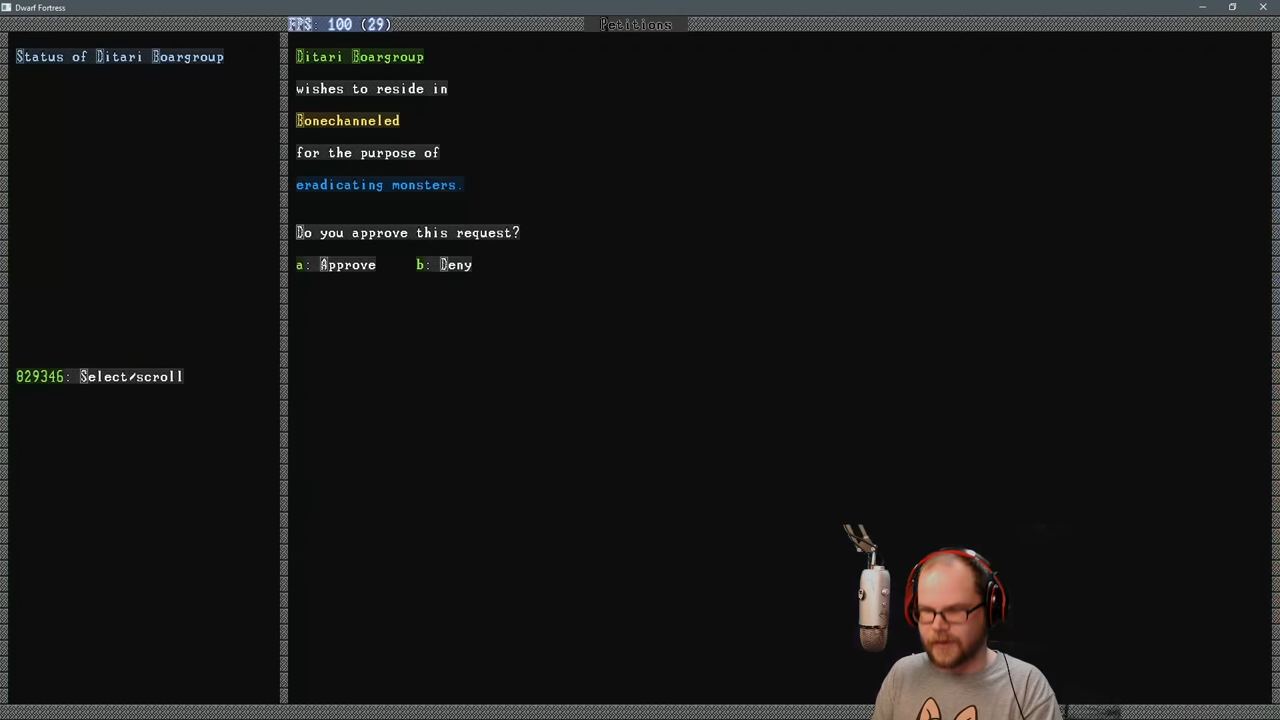 Dwarf Fortress
FPS: 100 (29)
Petitions
Status of Ditari Boargroup
Ditari Boargroup
wishes to reside in
Bonechanneled
for the purpose of
eradicating monsters.
Do you approve this request?
a: Approve b: Deny
829346: Select/scroll